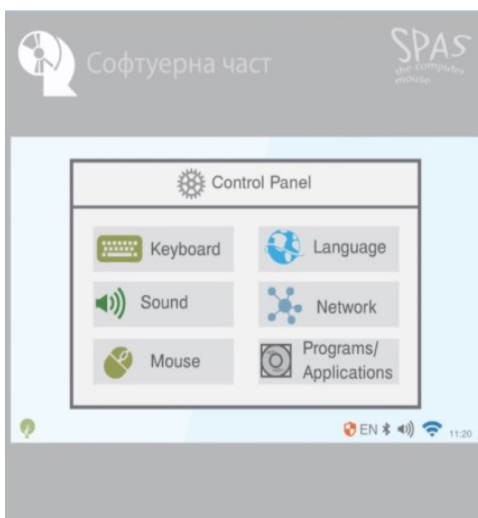 Софтуерна част
SPAS
the computer
mouse
Control Panel
Keyboard
Language
Sound
Network
Mouse
Programs/
Applications
EN
11:20